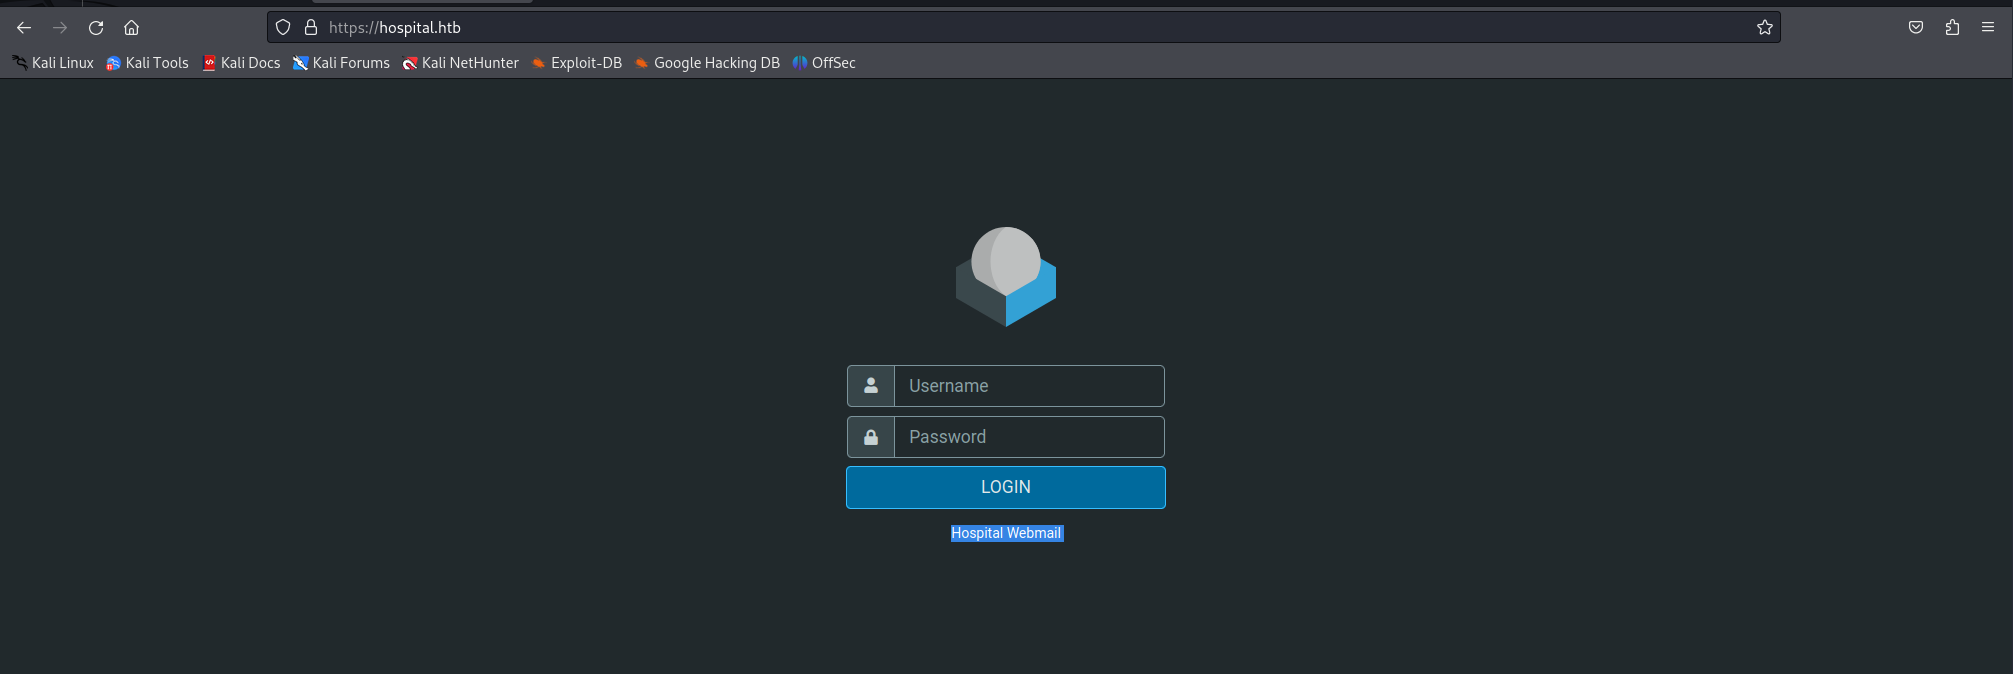 https://hospital.htb
Kali Linux Kali Tools Kali Docs Kali Forums Kali NetHunter Exploit-DB Google Hacking DB OffSec
Username
Password
LOGIN
Hospital Webmail